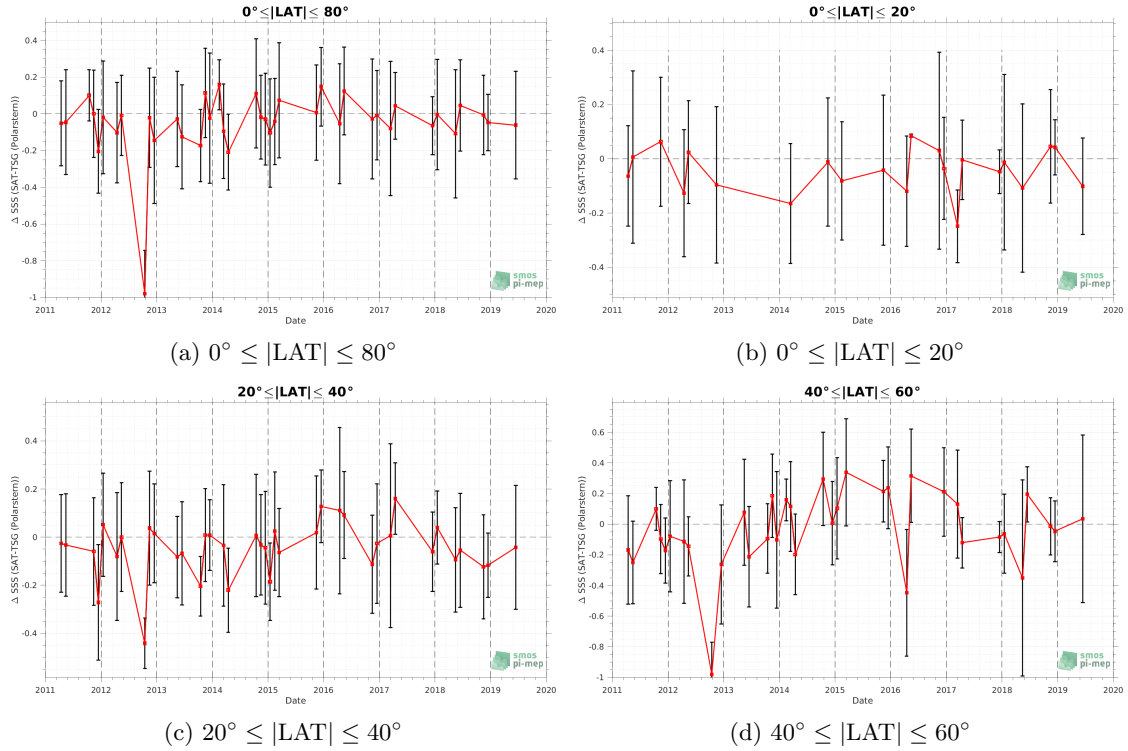 0°≤|LAT|≤ 80°
Δ SSS (SAT-TSG (Polarstern))
0.4
0.2
0
-0.2
-0.4
-0.6
-0.8
-1
2011 2012 2013 2014 2015 2016 2017 2018 2019 2020
Date
smos
pi-mep
(a) 0° ≤ |LAT| ≤ 80°
0°≤|LAT|≤ 20°
Δ SSS (SAT-TSG (Polarstern))
0.4
0.2
0
-0.2
-0.4
2011 2012 2013 2014 2015 2016 2017 2018 2019 2020
Date
smos
pi-mep
(b) 0° ≤ |LAT| ≤ 20°
20°≤|LAT|≤ 40°
Δ SSS (SAT-TSG (Polarstern))
0.4
0.2
0
-0.2
-0.4
2011 2012 2013 2014 2015 2016 2017 2018 2019 2020
Date
smos
pi-mep
(c) 20° ≤ |LAT| ≤ 40°
40°≤|LAT|≤ 60°
Δ SSS (SAT-TSG (Polarstern))
0.6
0.4
0.2
0
-0.2
-0.4
-0.6
-0.8
-1
2011 2012 2013 2014 2015 2016 2017 2018 2019 2020
Date
smos
pi-mep
(d) 40° ≤ |LAT| ≤ 60°